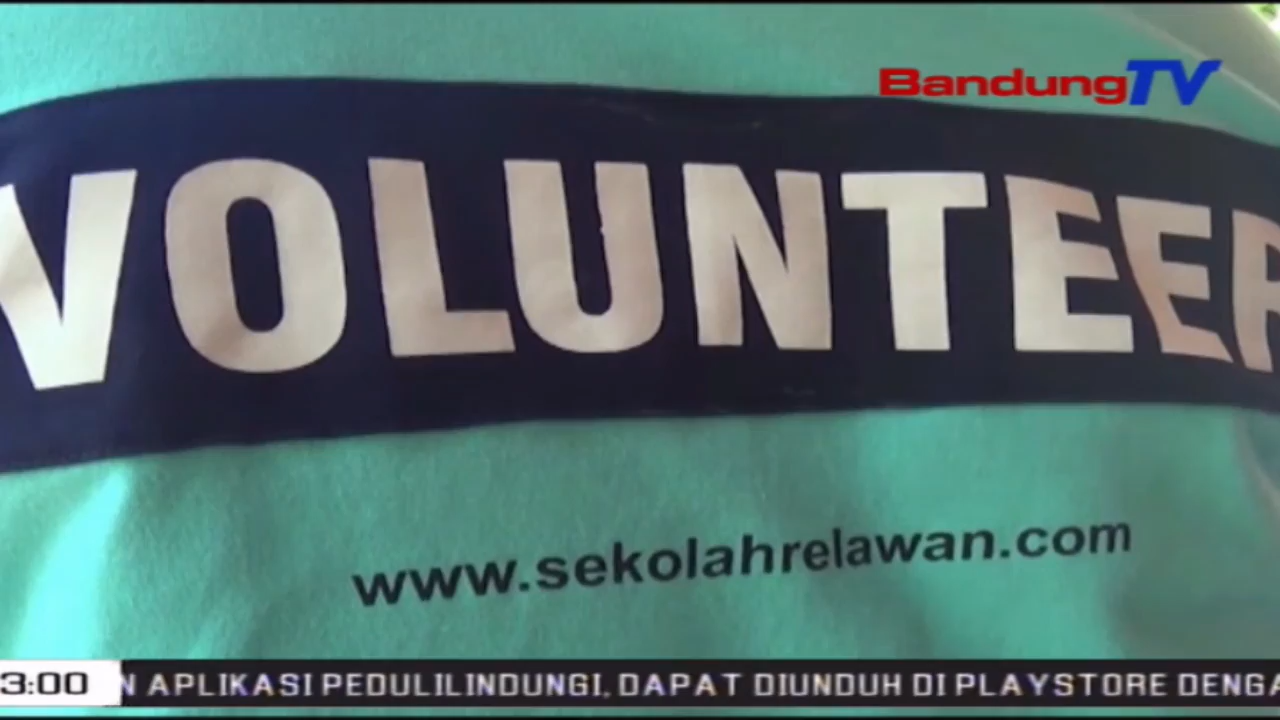 BandungTV
VOLUNTEER
www.sekolahrelawan.com
3:00 N APLIKASI PEDULILINDUNGI, DAPAT DIUNDUH DI PLAYSTORE DENGA